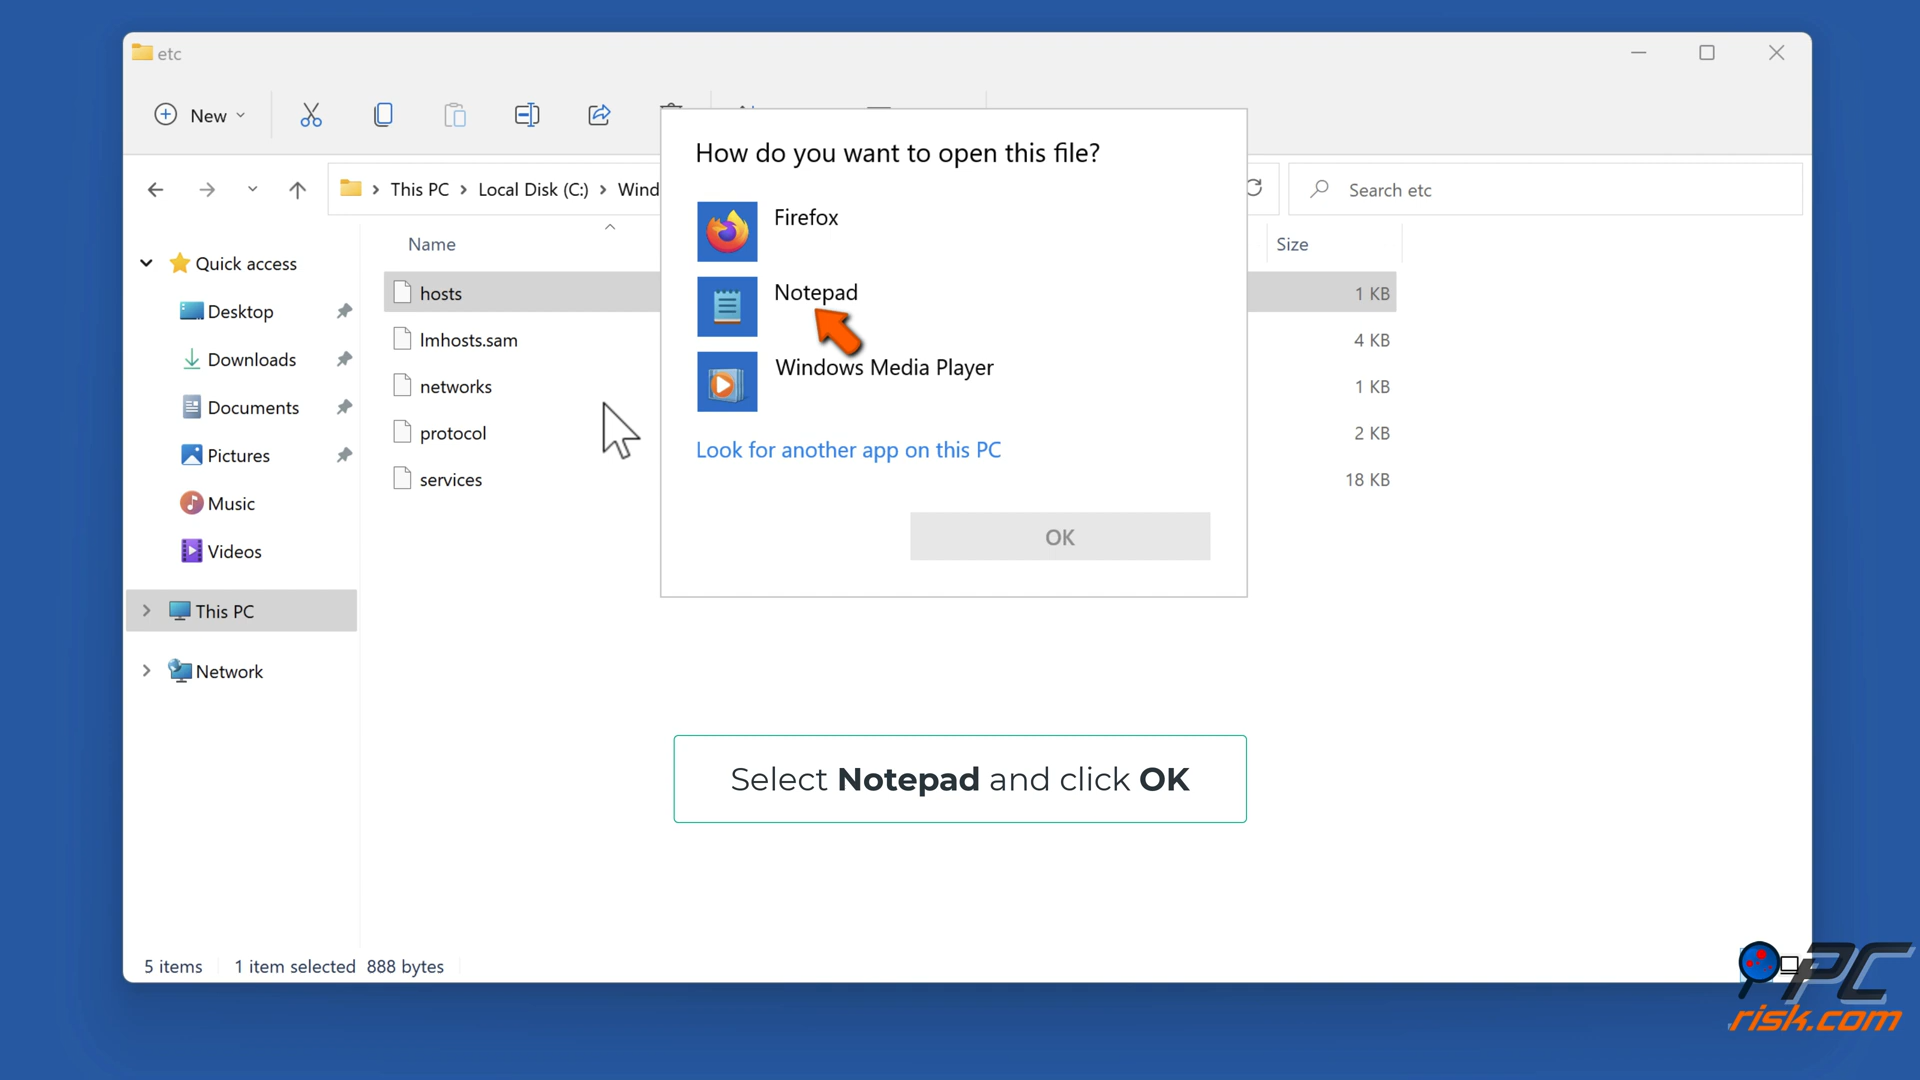 etc
New
This PC > Local Disk (C:) > Wind
Search etc
Name
Size
Quick access
Desktop
Downloads
Documents
Pictures
Music
Videos
This PC
Network
hosts
1 KB
lmhosts.sam
4 KB
networks
1 KB
protocol
2 KB
services
18 KB
How do you want to open this file?
Firefox
Notepad
Windows Media Player
Look for another app on this PC
OK
Select Notepad and click OK
5 items
1 item selected 888 bytes
PC
risk.com